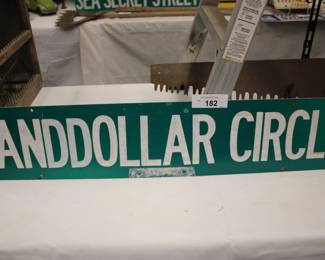 SEA SECRET STREET
182
ANDDOLLAR CIRCL